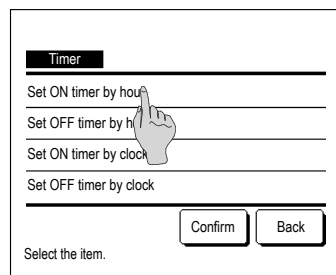 Timer
Set ON timer by hour
Set OFF timer by
Set ON timer by clock
Set OFF timer by clock
Confirm Back
Select the item.